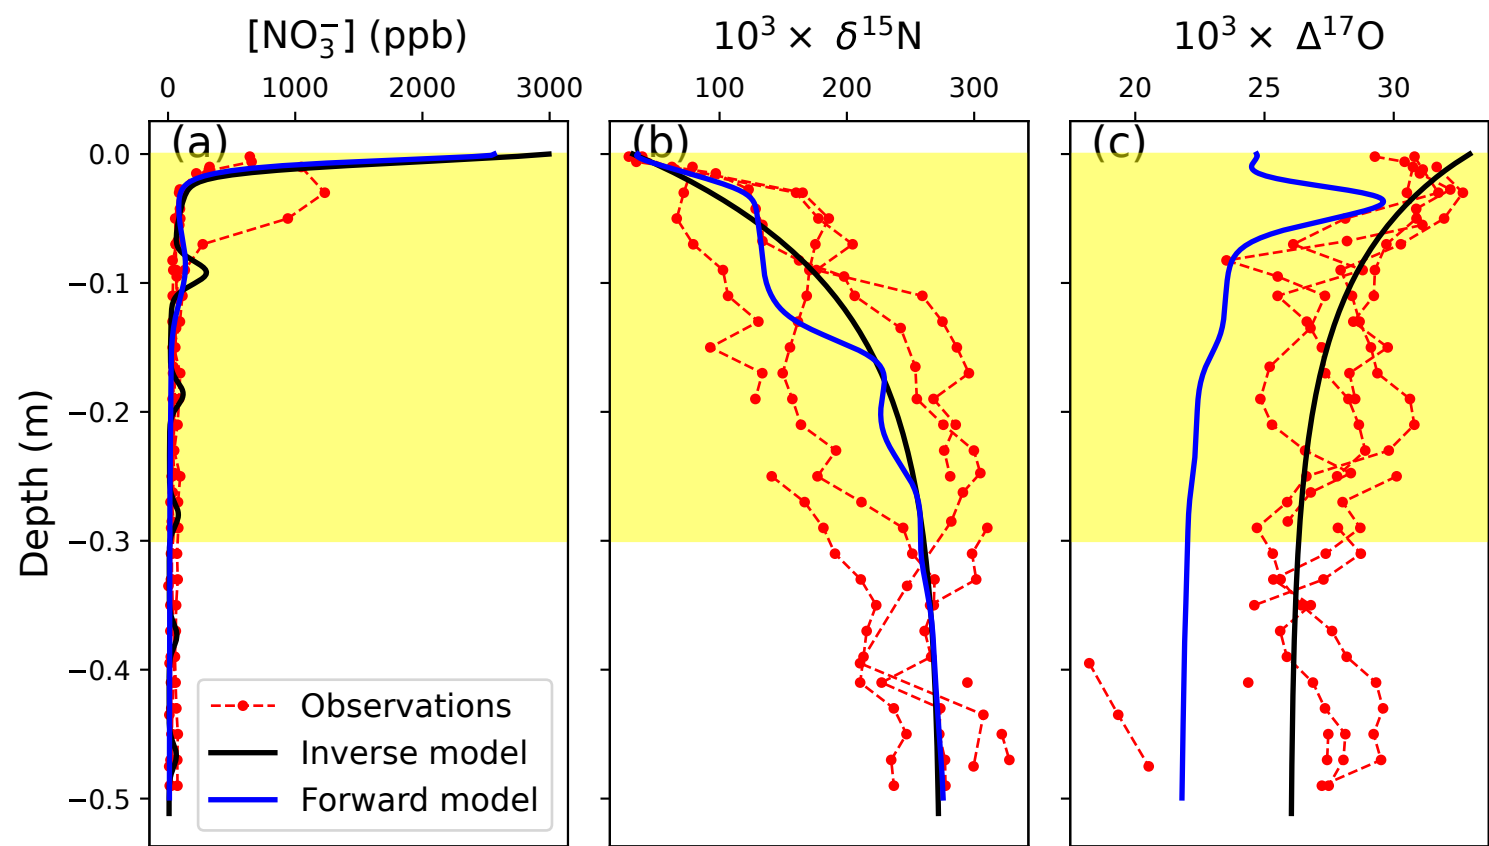 [NO₃⁻] (ppb) 10³ × δ¹⁵N 10³ × Δ¹⁷O
0 1000 2000 3000 100 200 300 20 25 30
(a) (b) (c)
0.0
−0.1
−0.2
−0.3
−0.4
−0.5
Depth (m)
Observations
Inverse model
Forward model